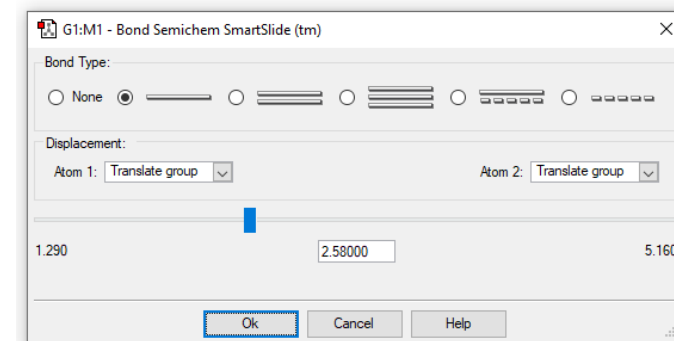 G1:M1 - Bond Semichem SmartSlide (tm)
Bond Type:
None
Displacement:
Atom 1: Translate group Atom 2: Translate group
1.290 2.58000 5.160
Ok Cancel Help